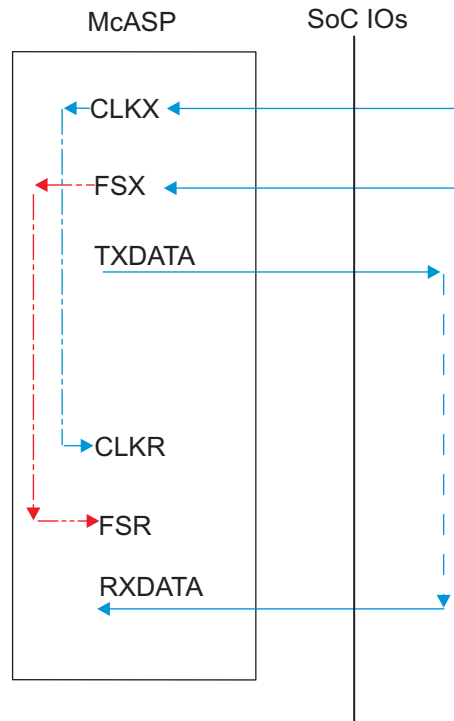 McASP
SoC IOs
CLKX
FSX
TXDATA
CLKR
FSR
RXDATA